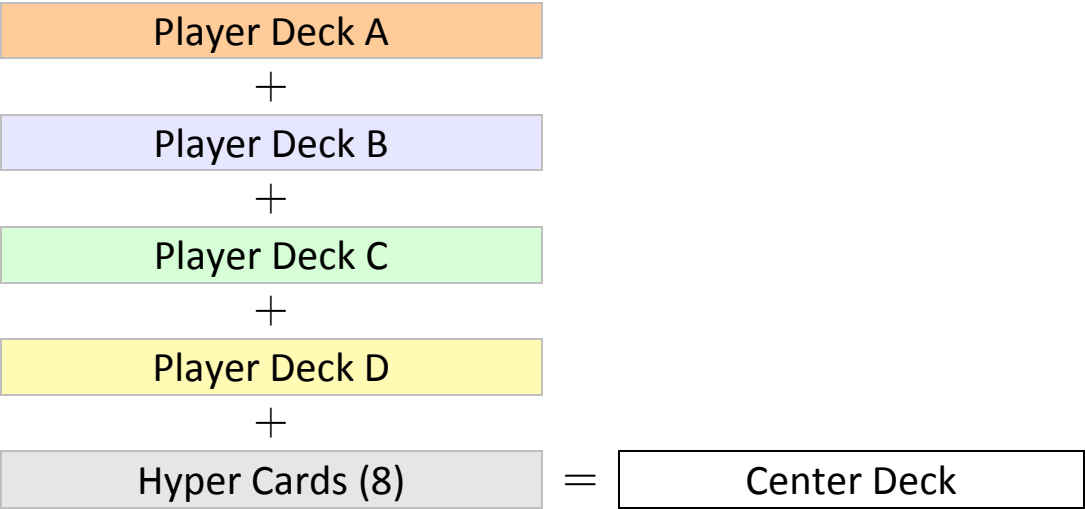 Player Deck A
+
Player Deck B
+
Player Deck C
+
Player Deck D
+
Hyper Cards (8) = Center Deck